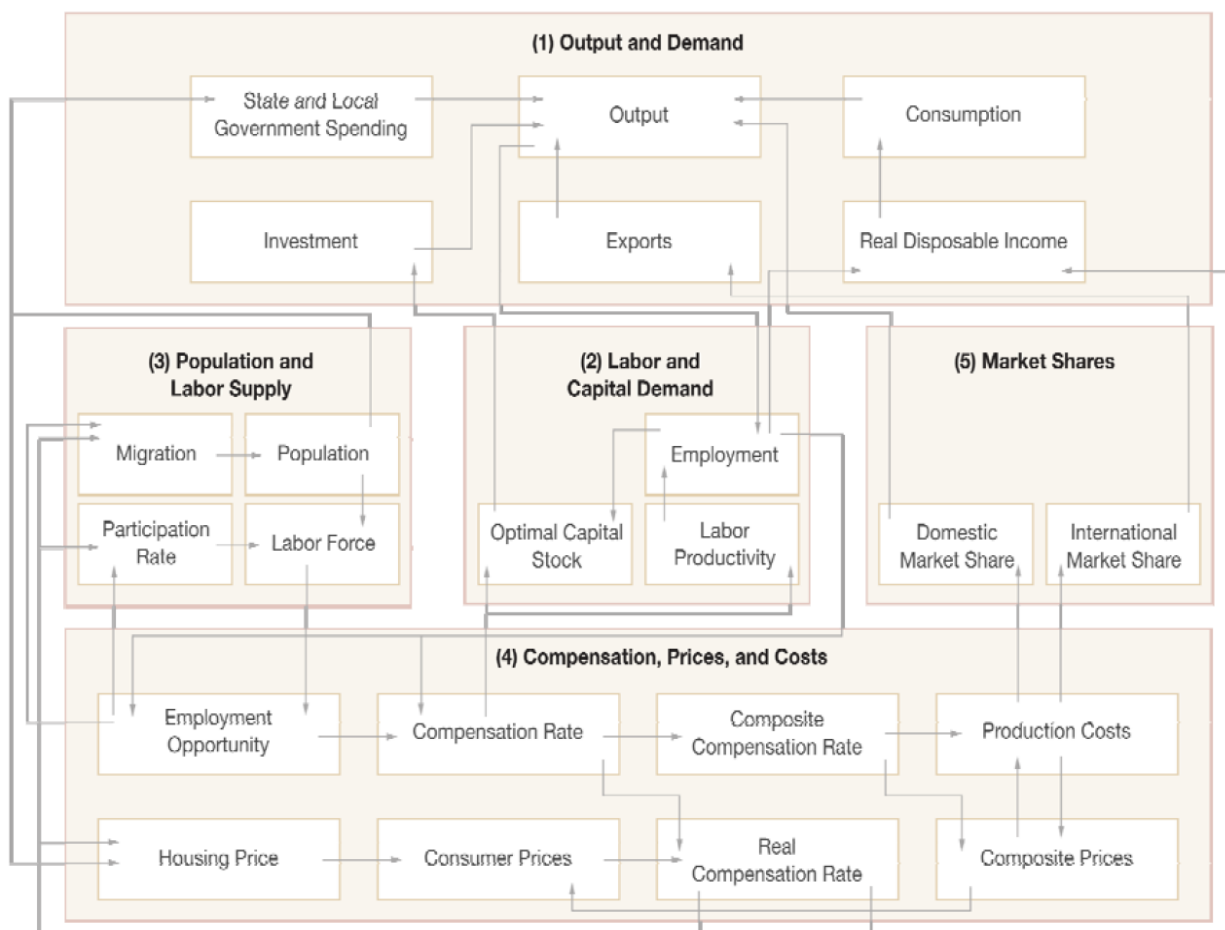 (1) Output and Demand
State and Local
Government Spending
Output
Consumption
Investment
Exports
Real Disposable Income
(3) Population and
Labor Supply
Migration
Population
Participation
Rate
Labor Force
(2) Labor and
Capital Demand
Employment
Optimal Capital
Stock
Labor
Productivity
(5) Market Shares
Domestic
Market Share
International
Market Share
(4) Compensation, Prices, and Costs
Employment
Opportunity
Compensation Rate
Composite
Compensation Rate
Production Costs
Housing Price
Consumer Prices
Real
Compensation Rate
Composite Prices